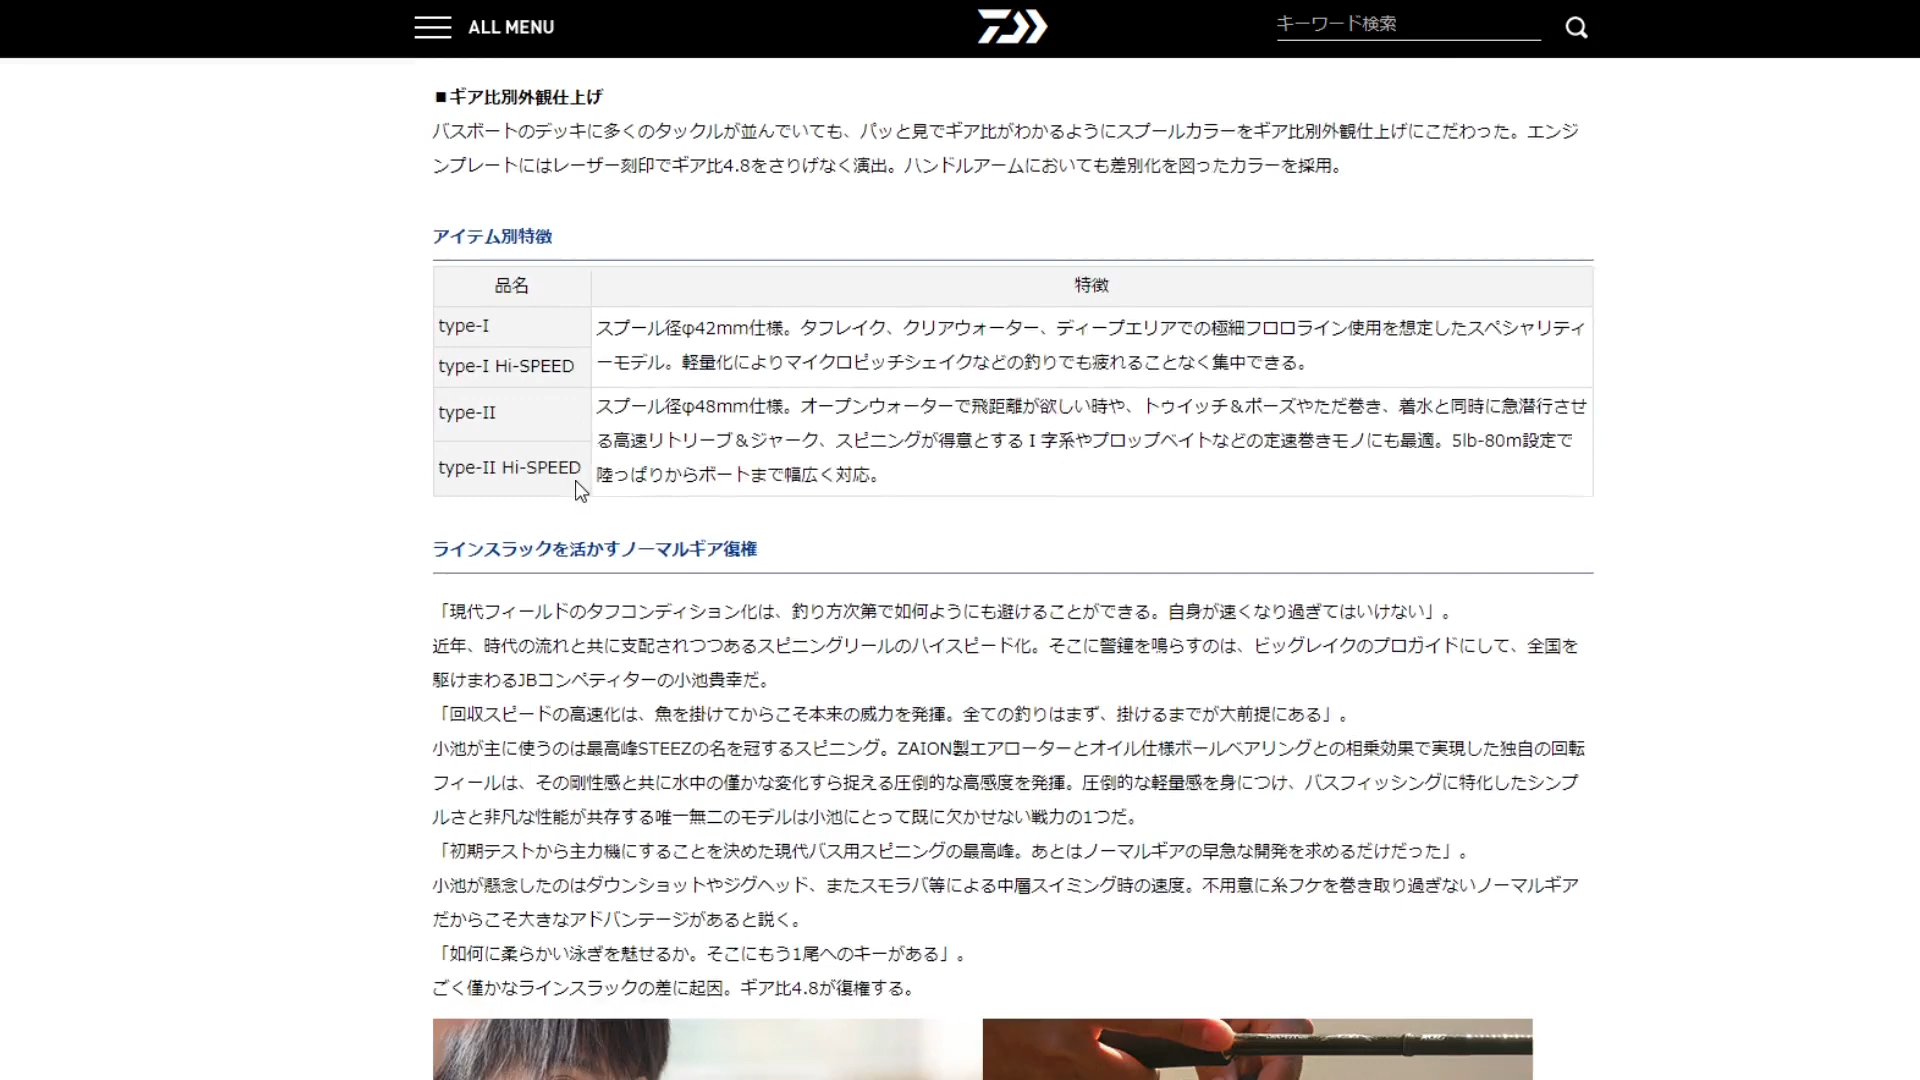 ALL MENU
キーワード検索
■ギア比別外観仕上げ
バスボートのデッキに多くのタックルが並んでいても、パッと見でギア比がわかるようにスプールカラーをギア比別外観仕上げにこだわった。エンジ
ンプレートにはレーザー刻印でギア比4.8をさりげなく演出。ハンドルアームにおいても差別化を図ったカラーを採用。
アイテム別特徴
品名
特徴
type-I
type-I Hi-SPEED
スプール径φ42mm仕様。タフレイク、クリアウォーター、ディープエリアでの極細フロロライン使用を想定したスペシャリティ
ーモデル。軽量化によりマイクロピッチシェイクなどの釣りでも疲れることなく集中できる。
type-II
type-II Hi-SPEED
スプール径φ48mm仕様。オープンウォーターで飛距離が欲しい時や、トゥイッチ＆ポーズやただ巻き、着水と同時に急潜行させ
る高速リトリーブ＆ジャーク、スピニングが得意とするＩ字系やプロップベイトなどの定速巻きモノにも最適。5lb-80m設定で
陸っぱりからボートまで幅広く対応。
ラインスラックを活かすノーマルギア復権
「現代フィールドのタフコンディション化は、釣り方次第で如何ようにも避けることができる。自身が速くなり過ぎてはいけない」。
近年、時代の流れと共に支配されつつあるスピニングリールのハイスピード化。そこに警鐘を鳴らすのは、ビッグレイクのプロガイドにして、全国を
駆けまわるJBコンペティターの小池貴幸だ。
「回収スピードの高速化は、魚を掛けてからこそ本来の威力を発揮。全ての釣りはまず、掛けるまでが大前提にある」。
小池が主に使うのは最高峰STEEZの名を冠するスピニング。ZAION製エアローターとオイル仕様ボールベアリングとの相乗効果で実現した独自の回転
フィールは、その剛性感と共に水中の僅かな変化すら捉える圧倒的な高感度を発揮。圧倒的な軽量感を身につけ、バスフィッシングに特化したシンプ
ルさと非凡な性能が共存する唯一無二のモデルは小池にとって既に欠かせない戦力の1つだ。
「初期テストから主力機にすることを決めた現代バス用スピニングの最高峰。あとはノーマルギアの早急な開発を求めるだけだった」。
小池が懸念したのはダウンショットやジグヘッド、またスモラバ等による中層スイミング時の速度。不用意に糸フケを巻き取り過ぎないノーマルギア
だからこそ大きなアドバンテージがあると説く。
「如何に柔らかい泳ぎを魅せるか。そこにもう1尾へのキーがある」。
ごく僅かなラインスラックの差に起因。ギア比4.8が復権する。